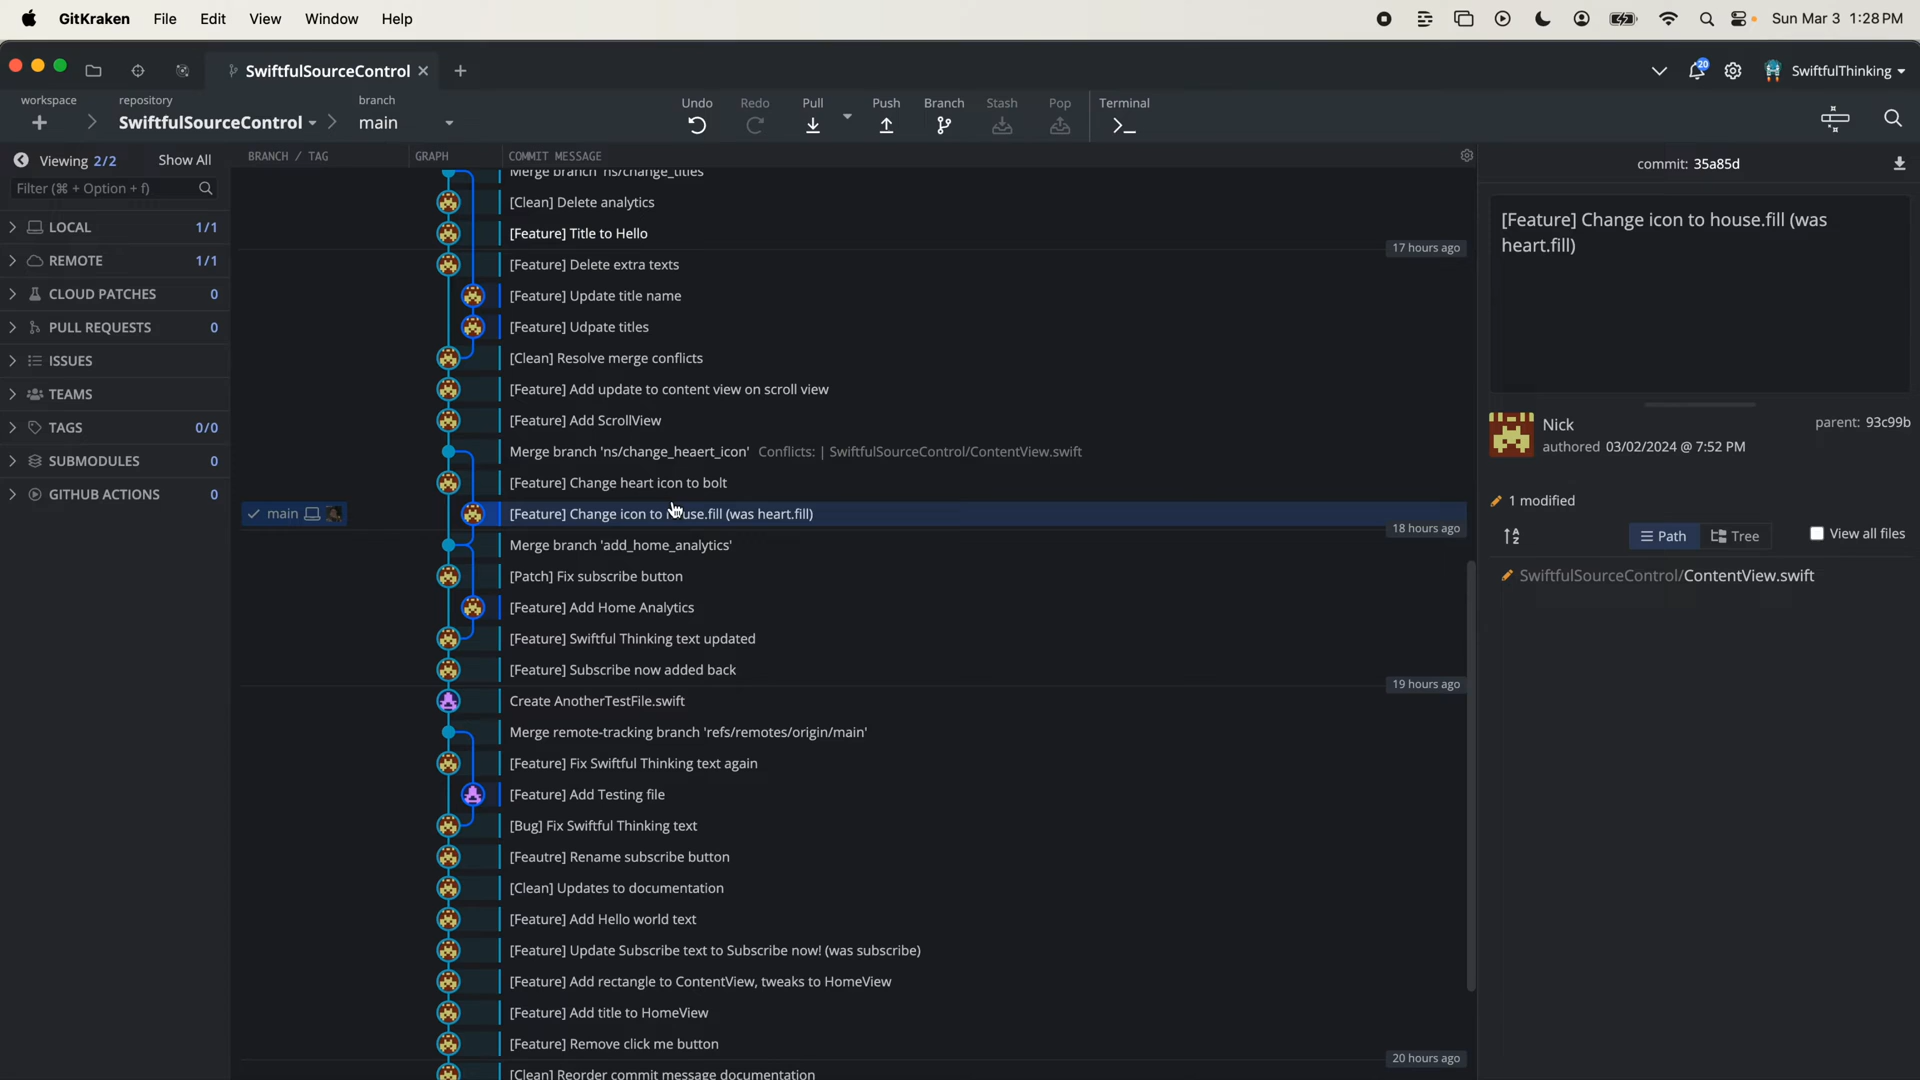 GitKraken File Edit View Window Help Sun Mar 3 1:28 PM
SwiftfulSourceControl 20 SwiftfulThinking
workspace repository branch Undo Redo Pull Push Branch Stash Pop Terminal
SwiftfulSourceControl main
Viewing 2/2 Show All BRANCH / TAG GRAPH COMMIT MESSAGE
Filter (⌘ + Option + f)
LOCAL 1/1
REMOTE 1/1
CLOUD PATCHES 0
PULL REQUESTS 0
ISSUES
TEAMS
TAGS 0/0
SUBMODULES 0
GITHUB ACTIONS 0
main
Merge branch 'ns/change_titles
[Clean] Delete analytics
[Feature] Title to Hello
17 hours ago
[Feature] Delete extra texts
[Feature] Update title name
[Feature] Udpate titles
[Clean] Resolve merge conflicts
[Feature] Add update to content view on scroll view
[Feature] Add ScrollView
Merge branch 'ns/change_heaert_icon' Conflicts: | SwiftfulSourceControl/ContentView.swift
[Feature] Change heart icon to bolt
[Feature] Change icon to house.fill (was heart.fill)
18 hours ago
Merge branch 'add_home_analytics'
[Patch] Fix subscribe button
[Feature] Add Home Analytics
[Feature] Swiftful Thinking text updated
[Feature] Subscribe now added back
19 hours ago
Create AnotherTestFile.swift
Merge remote-tracking branch 'refs/remotes/origin/main'
[Feature] Fix Swiftful Thinking text again
[Feature] Add Testing file
[Bug] Fix Swiftful Thinking text
[Feautre] Rename subscribe button
[Clean] Updates to documentation
[Feature] Add Hello world text
[Feature] Update Subscribe text to Subscribe now! (was subscribe)
[Feature] Add rectangle to ContentView, tweaks to HomeView
[Feature] Add title to HomeView
[Feature] Remove click me button
20 hours ago
[Clean] Reorder commit message documentation
commit: 35a85d
[Feature] Change icon to house.fill (was
heart.fill)
Nick parent: 93c99b
authored 03/02/2024 @ 7:52 PM
1 modified
Path Tree View all files
SwiftfulSourceControl/ContentView.swift